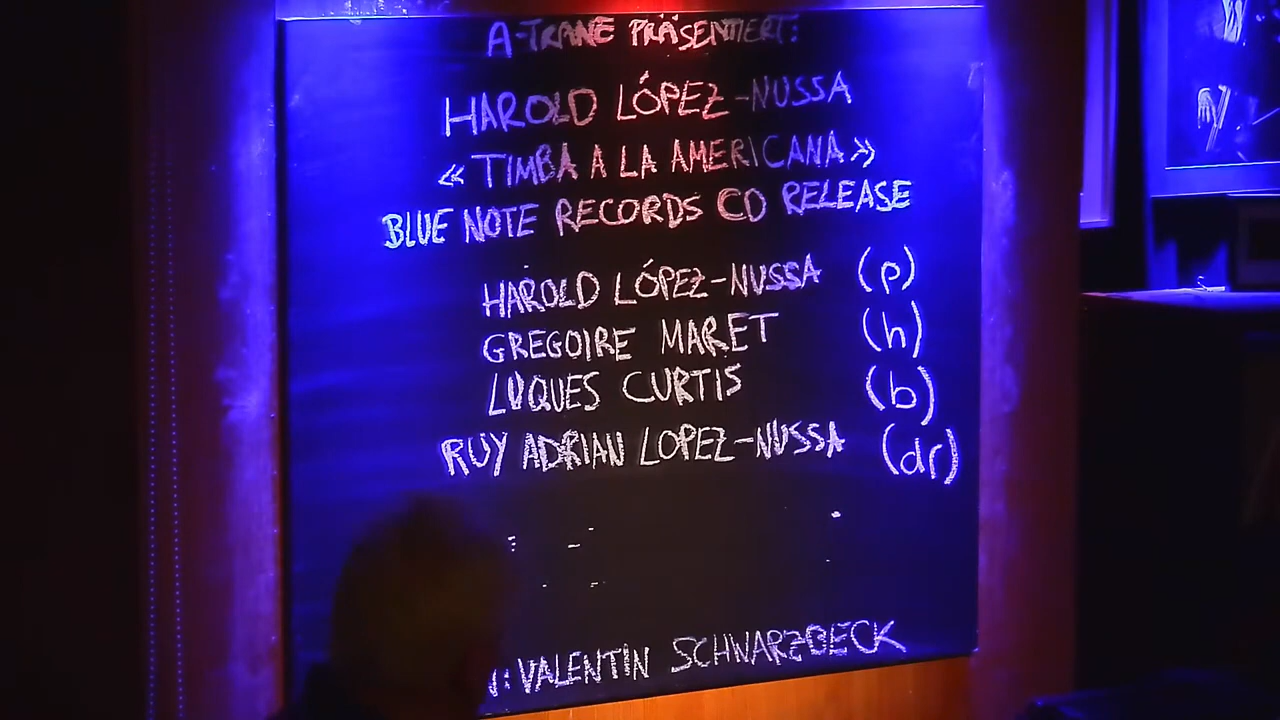 A-TRANE PRÄSENTIERT:
HAROLD LÓPEZ-NUSSA
« TIMBA A LA AMERICANA »
BLUE NOTE RECORDS CD RELEASE
HAROLD LÓPEZ-NUSSA (p)
GREGOIRE MARET (h)
LUQUES CURTIS (b)
RUY ADRIAN LOPEZ-NUSSA (dr)
: VALENTIN SCHWARZBECK